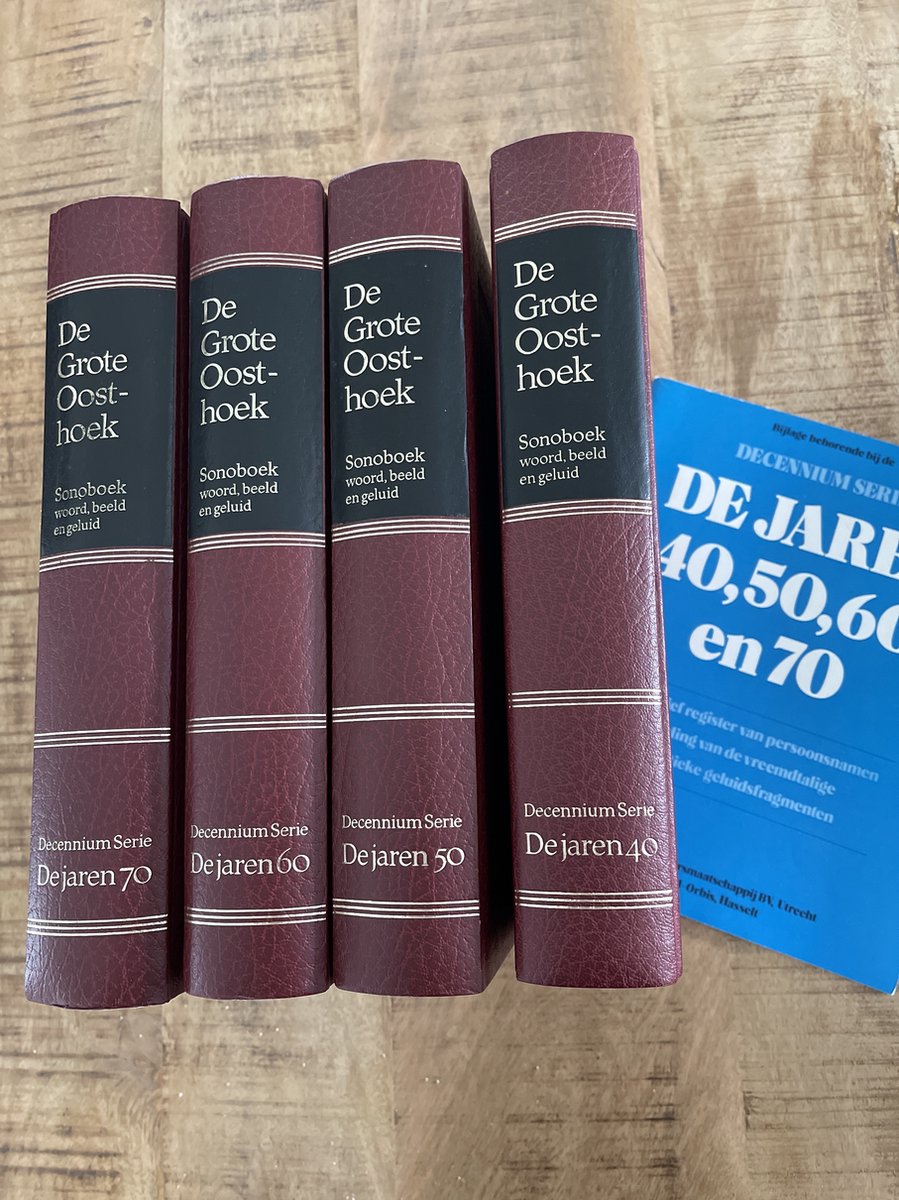 De
Grote
Oost-
hoek
Sonoboek
woord, beeld
en geluid
Decennium Serie
De jaren 70
De
Grote
Oost-
hoek
Sonoboek
woord, beeld
en geluid
Decennium Serie
De jaren 60
De
Grote
Oost-
hoek
Sonoboek
woord, beeld
en geluid
Decennium Serie
De jaren 50
De
Grote
Oost-
hoek
Sonoboek
woord, beeld
en geluid
Decennium Serie
De jaren 40
Bijlage behorende bij de
DECENNIUM SERI
DE JARE
40, 50, 60
en 70
register van persoonsnamen
van de vreemdtalige
geluidsfragmenten
BV, Utrecht
Orbis, Hasselt